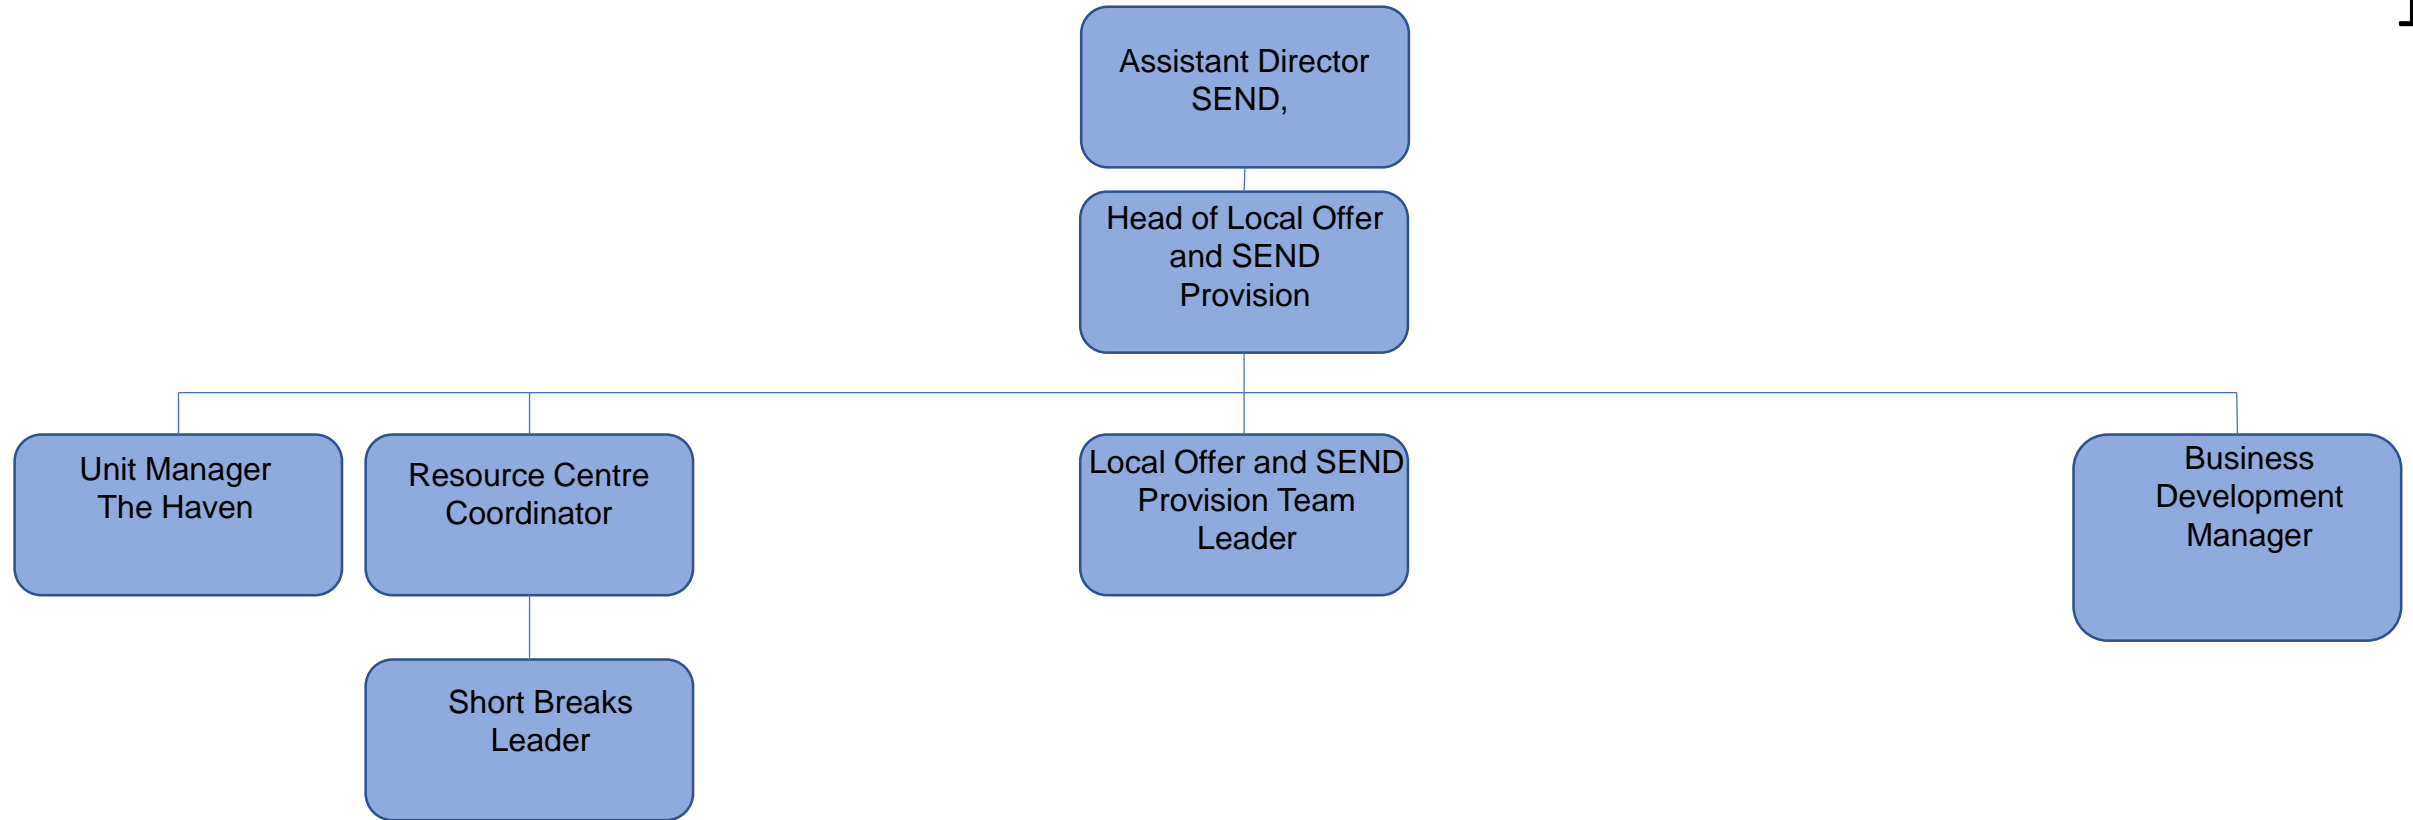 Assistant Director
SEND,
Head of Local Offer
and SEND
Provision
Unit Manager
The Haven
Resource Centre
Coordinator
Local Offer and SEND
Provision Team
Leader
Business
Development
Manager
Short Breaks
Leader